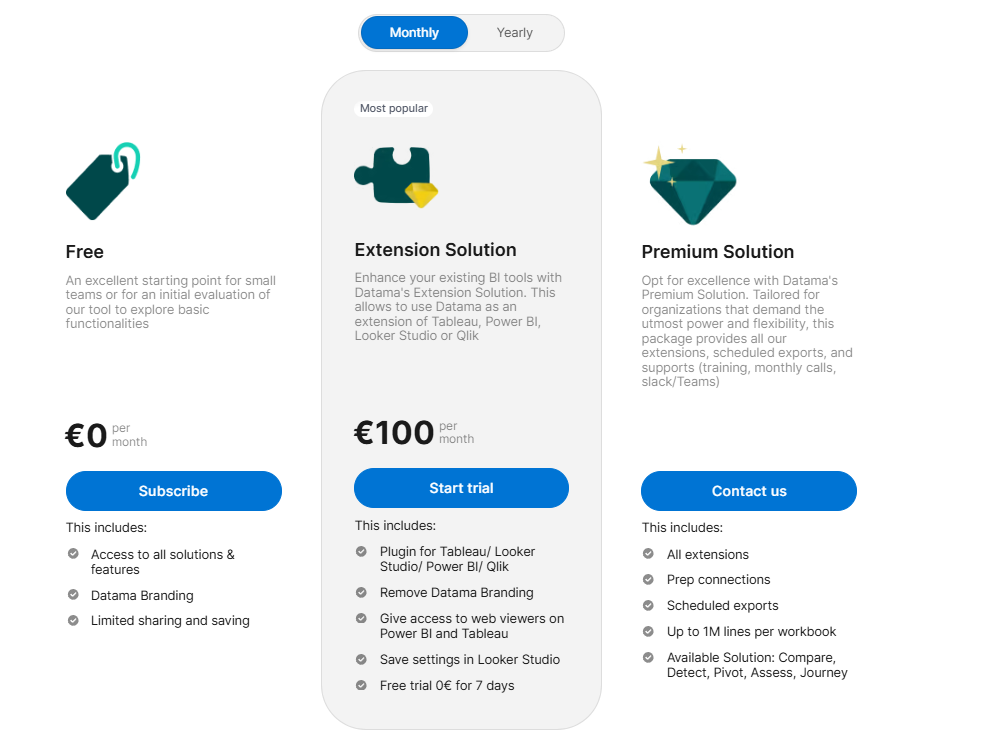 Monthly
Yearly
Free
An excellent starting point for small
teams or for an initial evaluation of
our tool to explore basic
functionalities
€0 per
month
Subscribe
This includes:
Access to all solutions &
features
Datama Branding
Limited sharing and saving
Most popular
Extension Solution
Enhance your existing BI tools with
Datama's Extension Solution. This
allows to use Datama as an
extension of Tableau, Power BI,
Looker Studio or Qlik
€100 per
month
Start trial
This includes:
Plugin for Tableau/ Looker
Studio/ Power BI/ Qlik
Remove Datama Branding
Give access to web viewers on
Power BI and Tableau
Save settings in Looker Studio
Free trial 0€ for 7 days
Premium Solution
Opt for excellence with Datama's
Premium Solution. Tailored for
organizations that demand the
utmost power and flexibility, this
package provides all our
extensions, scheduled exports, and
supports (training, monthly calls,
slack/Teams)
Contact us
This includes:
All extensions
Prep connections
Scheduled exports
Up to 1M lines per workbook
Available Solution: Compare,
Detect, Pivot, Assess, Journey